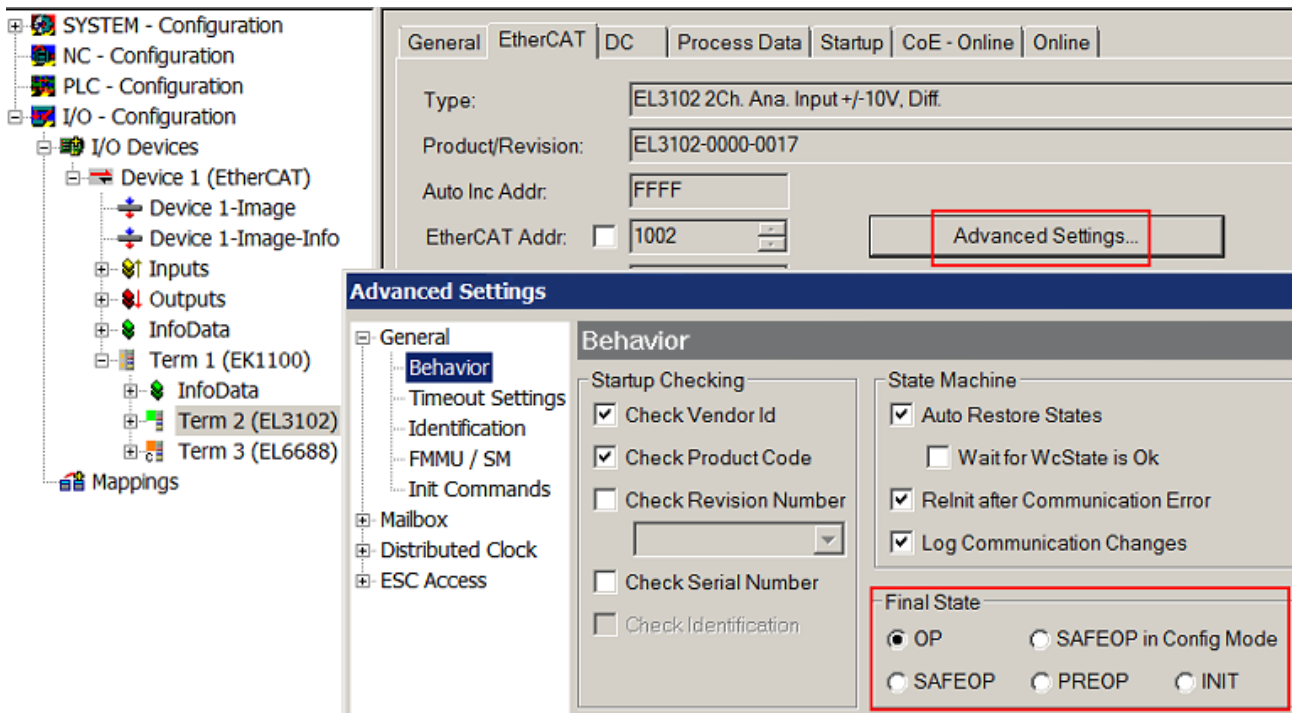 SYSTEM - Configuration
NC - Configuration
PLC - Configuration
I/O - Configuration
I/O Devices
Device 1 (EtherCAT)
Device 1-Image
Device 1-Image-Info
Inputs
Outputs
InfoData
Term 1 (EK1100)
InfoData
Term 2 (EL3102)
Term 3 (EL6688)
Mappings
General EtherCAT DC Process Data Startup CoE - Online Online
Type: EL3102 2Ch. Ana. Input +/-10V, Diff.
Product/Revision: EL3102-0000-0017
Auto Inc Addr: FFFF
EtherCAT Addr: 1002 Advanced Settings...
Advanced Settings
General
Behavior
Timeout Settings
Identification
FMMU / SM
Init Commands
Mailbox
Distributed Clock
ESC Access
Behavior
Startup Checking
Check Vendor Id
Check Product Code
Check Revision Number
Check Serial Number
Check Identification
State Machine
Auto Restore States
Wait for WcState is Ok
ReInit after Communication Error
Log Communication Changes
Final State
OP SAFEOP in Config Mode
SAFEOP PREOP INIT